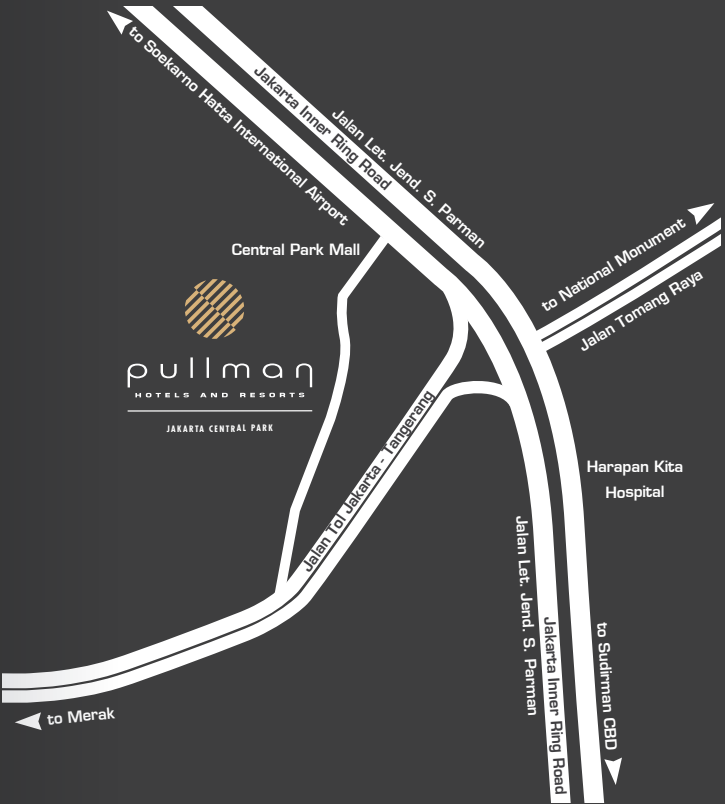 to Soekarno Hatta International Airport
Jakarta Inner Ring Road
Jalan Let. Jend. S. Parman
Central Park Mall
to National Monument
Jalan Tomang Raya
pullman
HOTELS AND RESORTS
JAKARTA CENTRAL PARK
Jalan Tol Jakarta - Tangerang
Harapan Kita
Hospital
Jalan Let. Jend. S. Parman
Jakarta Inner Ring Road
to Sudirman CBD
to Merak